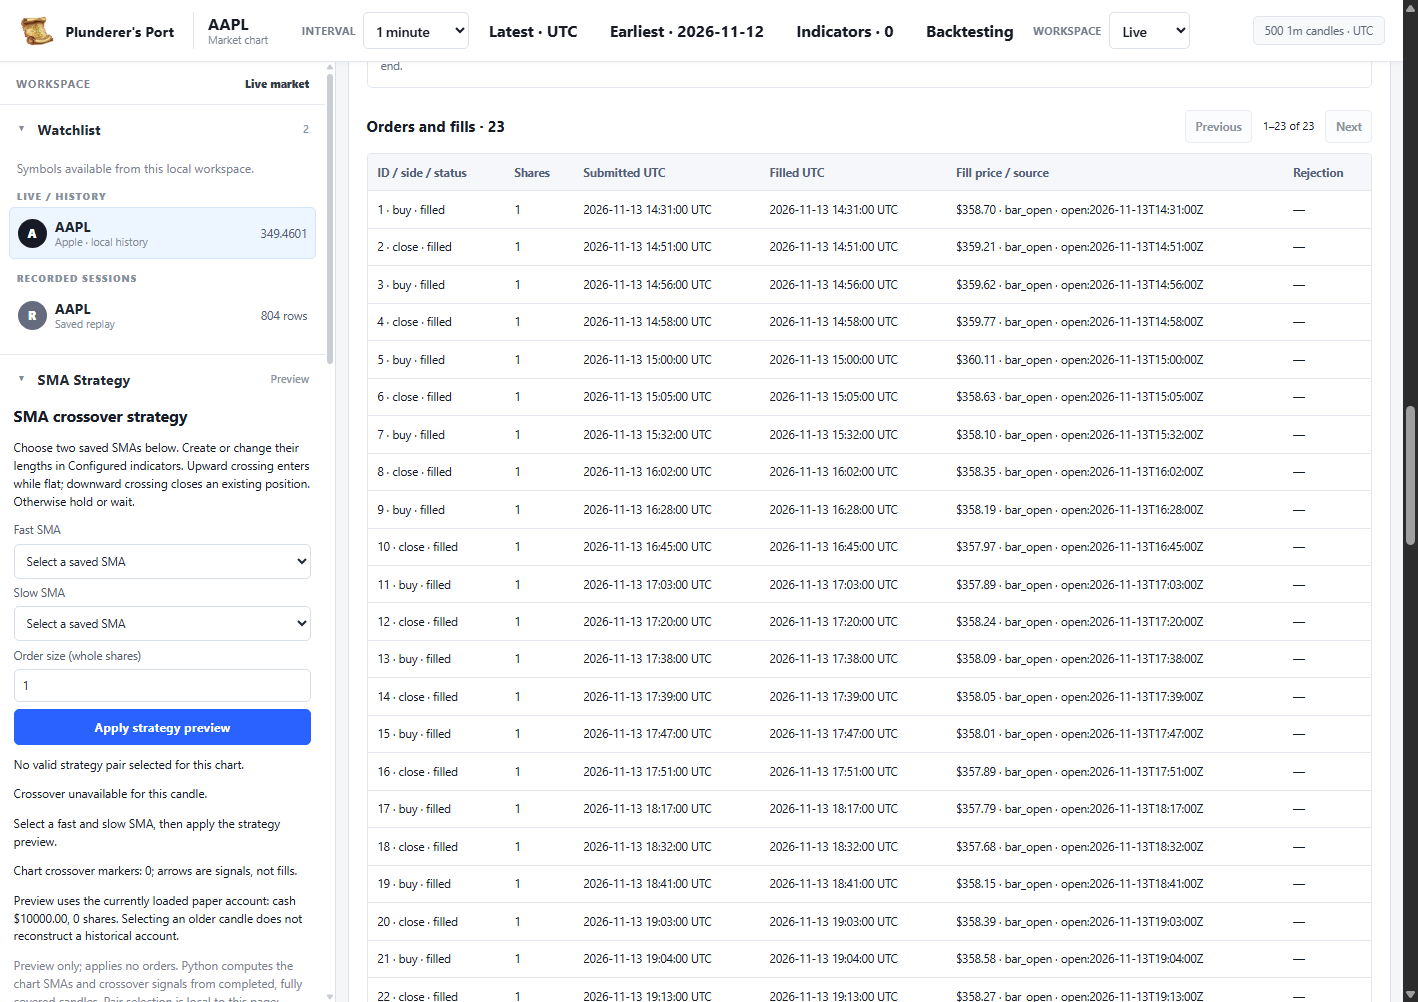 Plunderer's Port
AAPL
Market chart
INTERVAL
1 minute
Latest · UTC
Earliest · 2026-11-12
Indicators · 0
Backtesting
WORKSPACE
Live
500 1m candles · UTC
WORKSPACE
Live market
Watchlist
2
Symbols available from this local workspace.
LIVE / HISTORY
A
AAPL
Apple · local history
349.4601
RECORDED SESSIONS
R
AAPL
Saved replay
804 rows
SMA Strategy
Preview
SMA crossover strategy
Choose two saved SMAs below. Create or change their
lengths in Configured indicators. Upward crossing enters
while flat; downward crossing closes an existing position.
Otherwise hold or wait.
Fast SMA
Select a saved SMA
Slow SMA
Select a saved SMA
Order size (whole shares)
1
Apply strategy preview
No valid strategy pair selected for this chart.
Crossover unavailable for this candle.
Select a fast and slow SMA, then apply the strategy
preview.
Chart crossover markers: 0; arrows are signals, not fills.
Preview uses the currently loaded paper account: cash
$10000.00, 0 shares. Selecting an older candle does not
reconstruct a historical account.
Preview only; applies no orders. Python computes the
chart SMAs and crossover signals from completed, fully
covered candles. Pair selection is local to this page;
end.
Orders and fills · 23
Previous
1–23 of 23
Next
ID / side / status Shares Submitted UTC Filled UTC Fill price / source Rejection
1 · buy · filled 1 2026-11-13 14:31:00 UTC 2026-11-13 14:31:00 UTC $358.70 · bar_open · open:2026-11-13T14:31:00Z —
2 · close · filled 1 2026-11-13 14:51:00 UTC 2026-11-13 14:51:00 UTC $359.21 · bar_open · open:2026-11-13T14:51:00Z —
3 · buy · filled 1 2026-11-13 14:56:00 UTC 2026-11-13 14:56:00 UTC $359.62 · bar_open · open:2026-11-13T14:56:00Z —
4 · close · filled 1 2026-11-13 14:58:00 UTC 2026-11-13 14:58:00 UTC $359.77 · bar_open · open:2026-11-13T14:58:00Z —
5 · buy · filled 1 2026-11-13 15:00:00 UTC 2026-11-13 15:00:00 UTC $360.11 · bar_open · open:2026-11-13T15:00:00Z —
6 · close · filled 1 2026-11-13 15:05:00 UTC 2026-11-13 15:05:00 UTC $358.63 · bar_open · open:2026-11-13T15:05:00Z —
7 · buy · filled 1 2026-11-13 15:32:00 UTC 2026-11-13 15:32:00 UTC $358.10 · bar_open · open:2026-11-13T15:32:00Z —
8 · close · filled 1 2026-11-13 16:02:00 UTC 2026-11-13 16:02:00 UTC $358.35 · bar_open · open:2026-11-13T16:02:00Z —
9 · buy · filled 1 2026-11-13 16:28:00 UTC 2026-11-13 16:28:00 UTC $358.19 · bar_open · open:2026-11-13T16:28:00Z —
10 · close · filled 1 2026-11-13 16:45:00 UTC 2026-11-13 16:45:00 UTC $357.97 · bar_open · open:2026-11-13T16:45:00Z —
11 · buy · filled 1 2026-11-13 17:03:00 UTC 2026-11-13 17:03:00 UTC $357.89 · bar_open · open:2026-11-13T17:03:00Z —
12 · close · filled 1 2026-11-13 17:20:00 UTC 2026-11-13 17:20:00 UTC $358.24 · bar_open · open:2026-11-13T17:20:00Z —
13 · buy · filled 1 2026-11-13 17:38:00 UTC 2026-11-13 17:38:00 UTC $358.09 · bar_open · open:2026-11-13T17:38:00Z —
14 · close · filled 1 2026-11-13 17:39:00 UTC 2026-11-13 17:39:00 UTC $358.05 · bar_open · open:2026-11-13T17:39:00Z —
15 · buy · filled 1 2026-11-13 17:47:00 UTC 2026-11-13 17:47:00 UTC $358.01 · bar_open · open:2026-11-13T17:47:00Z —
16 · close · filled 1 2026-11-13 17:51:00 UTC 2026-11-13 17:51:00 UTC $357.89 · bar_open · open:2026-11-13T17:51:00Z —
17 · buy · filled 1 2026-11-13 18:17:00 UTC 2026-11-13 18:17:00 UTC $357.79 · bar_open · open:2026-11-13T18:17:00Z —
18 · close · filled 1 2026-11-13 18:32:00 UTC 2026-11-13 18:32:00 UTC $357.68 · bar_open · open:2026-11-13T18:32:00Z —
19 · buy · filled 1 2026-11-13 18:41:00 UTC 2026-11-13 18:41:00 UTC $358.15 · bar_open · open:2026-11-13T18:41:00Z —
20 · close · filled 1 2026-11-13 19:03:00 UTC 2026-11-13 19:03:00 UTC $358.39 · bar_open · open:2026-11-13T19:03:00Z —
21 · buy · filled 1 2026-11-13 19:04:00 UTC 2026-11-13 19:04:00 UTC $358.58 · bar_open · open:2026-11-13T19:04:00Z —
22 · close · filled 1 2026-11-13 19:13:00 UTC 2026-11-13 19:13:00 UTC $358.27 · bar_open · open:2026-11-13T19:13:00Z —